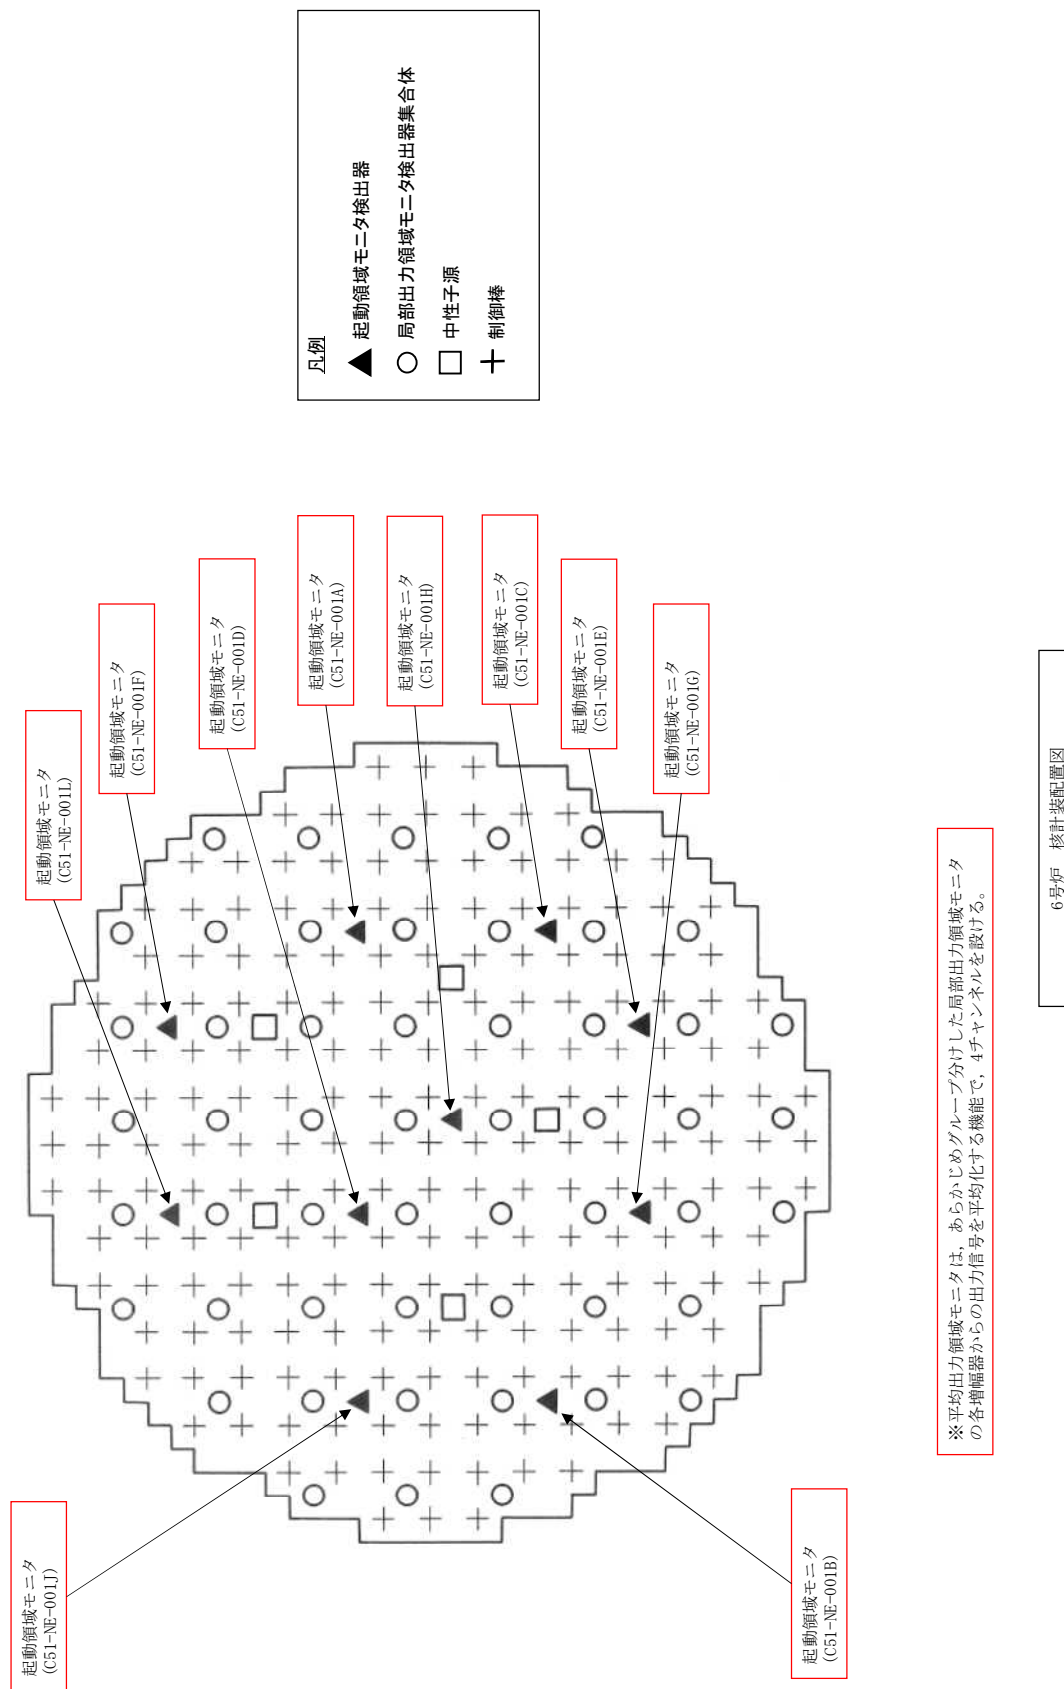 起動領域モニタ
(C51-NE-001J)
起動領域モニタ
(C51-NE-001L)
起動領域モニタ
(C51-NE-001F)
起動領域モニタ
(C51-NE-001D)
起動領域モニタ
(C51-NE-001A)
起動領域モニタ
(C51-NE-001H)
起動領域モニタ
(C51-NE-001C)
起動領域モニタ
(C51-NE-001E)
起動領域モニタ
(C51-NE-001G)
起動領域モニタ
(C51-NE-001B)
凡例
起動領域モニタ検出器
局部出力領域モニタ検出器集合体
中性子源
制御棒
※平均出力領域モニタは，あらかじめグループ分けした局部出力領域モニタ
の各増幅器からの出力信号を平均化する機能で，4チャンネルを設ける。
6号炉　核計装配置図